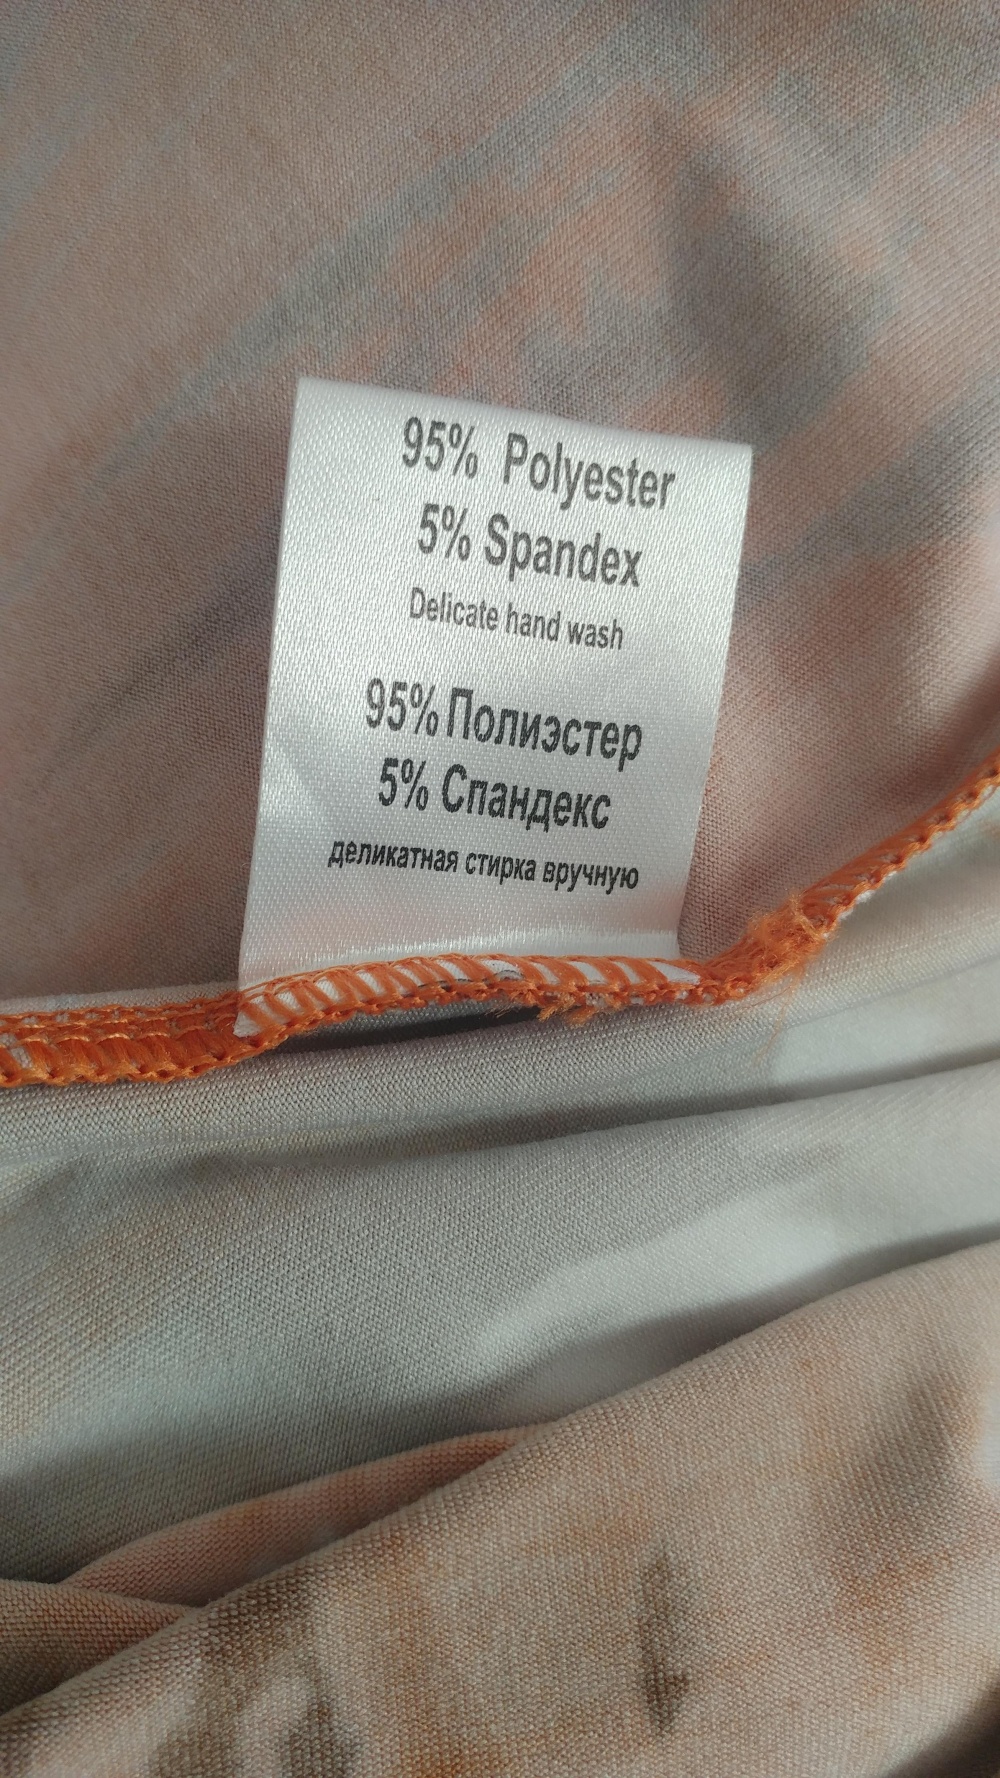 95% Polyester
5% Spandex
Delicate hand wash
95% Полиэстер
5% Спандекс
деликатная стирка вручную